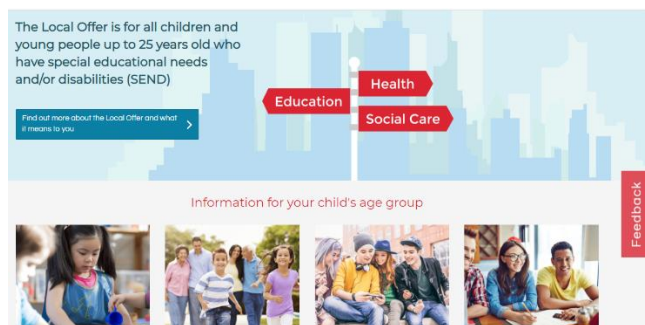 The Local Offer is for all children and
young people up to 25 years old who
have special educational needs
and/or disabilities (SEND)
Find out more about the Local Offer and what
it means to you
Education
Health
Social Care
Feedback
Information for your child's age group